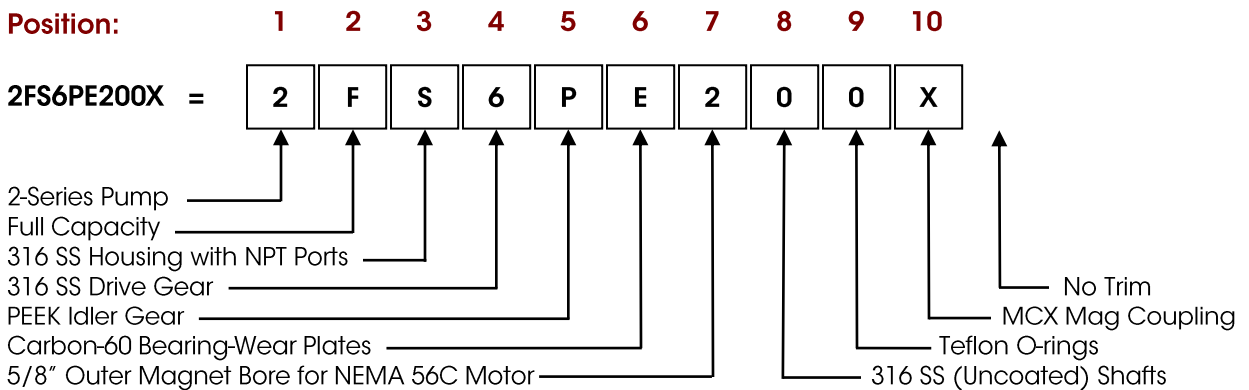 Position: 1 2 3 4 5 6 7 8 9 10
2FS6PE200X = 2 F S 6 P E 2 0 0 X
2-Series Pump
Full Capacity
316 SS Housing with NPT Ports
316 SS Drive Gear No Trim
PEEK Idler Gear MCX Mag Coupling
Carbon-60 Bearing-Wear Plates Teflon O-rings
5/8" Outer Magnet Bore for NEMA 56C Motor 316 SS (Uncoated) Shafts